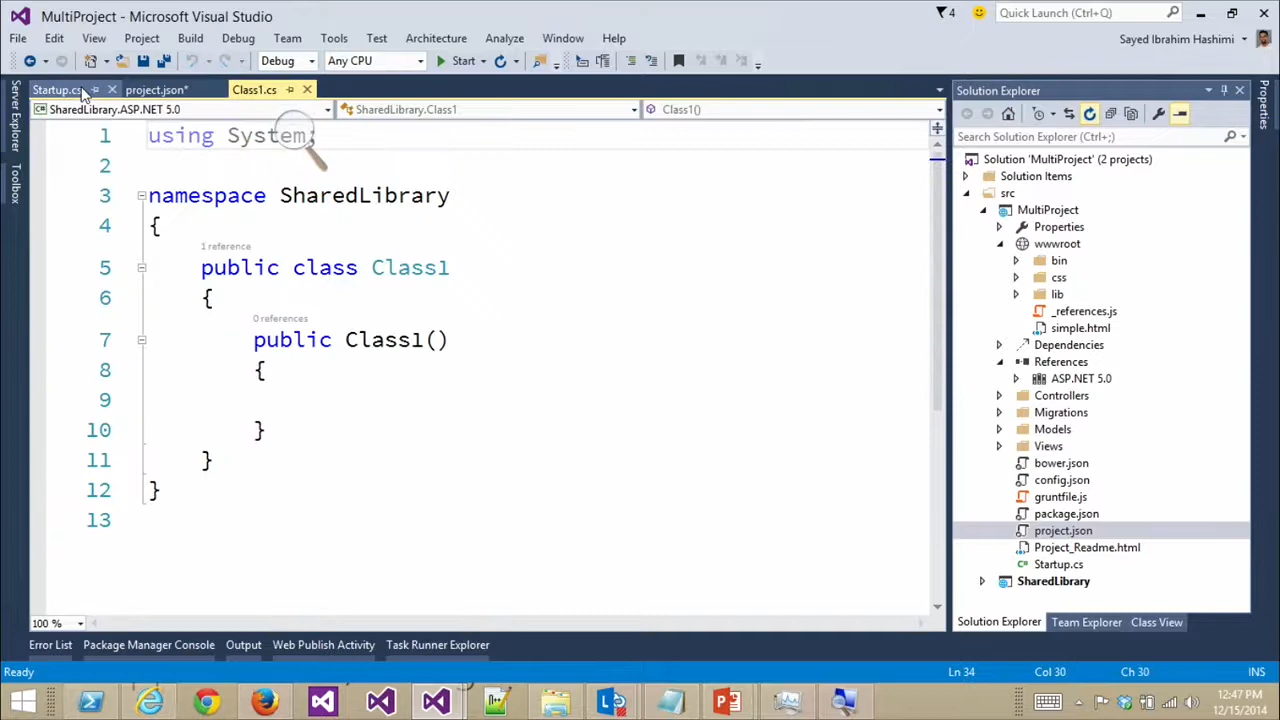 MultiProject - Microsoft Visual Studio
4
Quick Launch (Ctrl+Q)
File Edit View Project Build Debug Team Tools Test Architecture Analyze Window Help
Sayed Ibrahim Hashimi
Debug Any CPU Start
Server Explorer
Toolbox
Startup.cs project.json* Class1.cs
SharedLibrary.ASP.NET 5.0 SharedLibrary.Class1 Class1()
1 using System;
2
3 namespace SharedLibrary
4 {
1 reference
5 public class Class1
6 {
0 references
7 public Class1()
8 {
9
10 }
11 }
12 }
13
100 %
Solution Explorer
Search Solution Explorer (Ctrl+;)
Solution 'MultiProject' (2 projects)
Solution Items
src
MultiProject
Properties
wwwroot
bin
css
lib
_references.js
simple.html
Dependencies
References
ASP.NET 5.0
Controllers
Migrations
Models
Views
bower.json
config.json
gruntfile.js
package.json
project.json
Project_Readme.html
Startup.cs
SharedLibrary
Solution Explorer Team Explorer Class View
Properties
Error List Package Manager Console Output Web Publish Activity Task Runner Explorer
Ready Ln 34 Col 30 Ch 30 INS
12:47 PM
12/15/2014